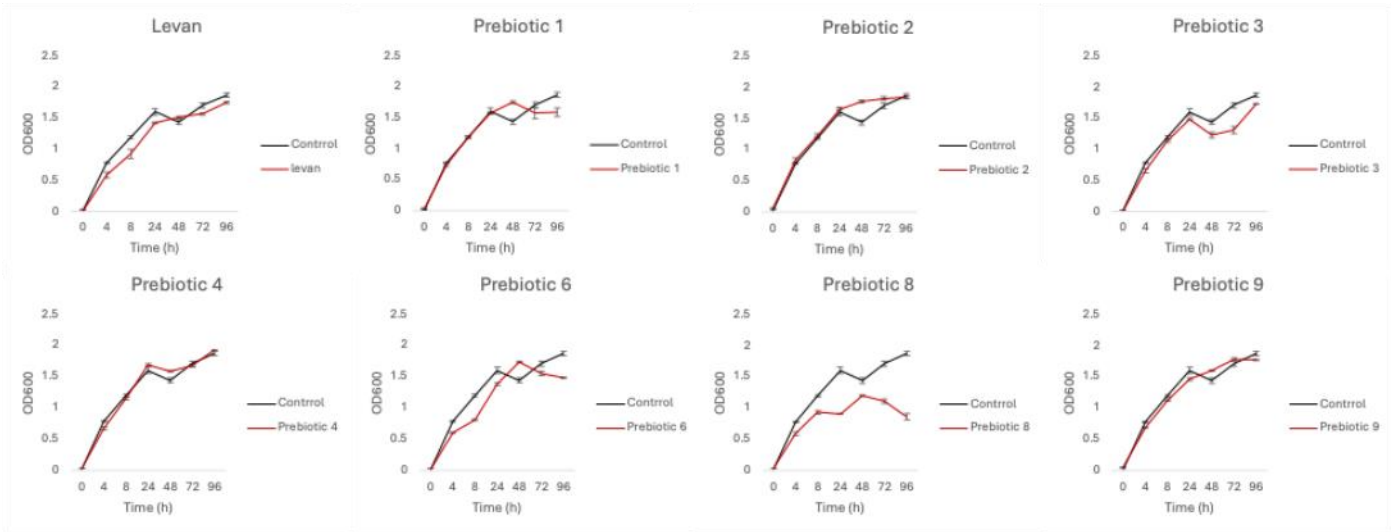 Levan
2.5
2
1.5
1
0.5
0
OD600
0 4 8 24 48 72 96
Time (h)
Contrrol
levan
Prebiotic 1
2.5
2
1.5
1
0.5
0
OD600
0 4 8 24 48 72 96
Time (h)
Contrrol
Prebiotic 1
Prebiotic 2
2.5
2
1.5
1
0.5
0
OD600
0 4 8 24 48 72 96
Time (h)
Contrrol
Prebiotic 2
Prebiotic 3
2.5
2
1.5
1
0.5
0
OD600
0 4 8 24 48 72 96
Time (h)
Contrrol
Prebiotic 3
Prebiotic 4
2.5
2
1.5
1
0.5
0
OD600
0 4 8 24 48 72 96
Time (h)
Contrrol
Prebiotic 4
Prebiotic 6
2.5
2
1.5
1
0.5
0
OD600
0 4 8 24 48 72 96
Time (h)
Contrrol
Prebiotic 6
Prebiotic 8
2.5
2
1.5
1
0.5
0
OD600
0 4 8 24 48 72 96
Time (h)
Contrrol
Prebiotic 8
Prebiotic 9
2.5
2
1.5
1
0.5
0
OD600
0 4 8 24 48 72 96
Time (h)
Contrrol
Prebiotic 9